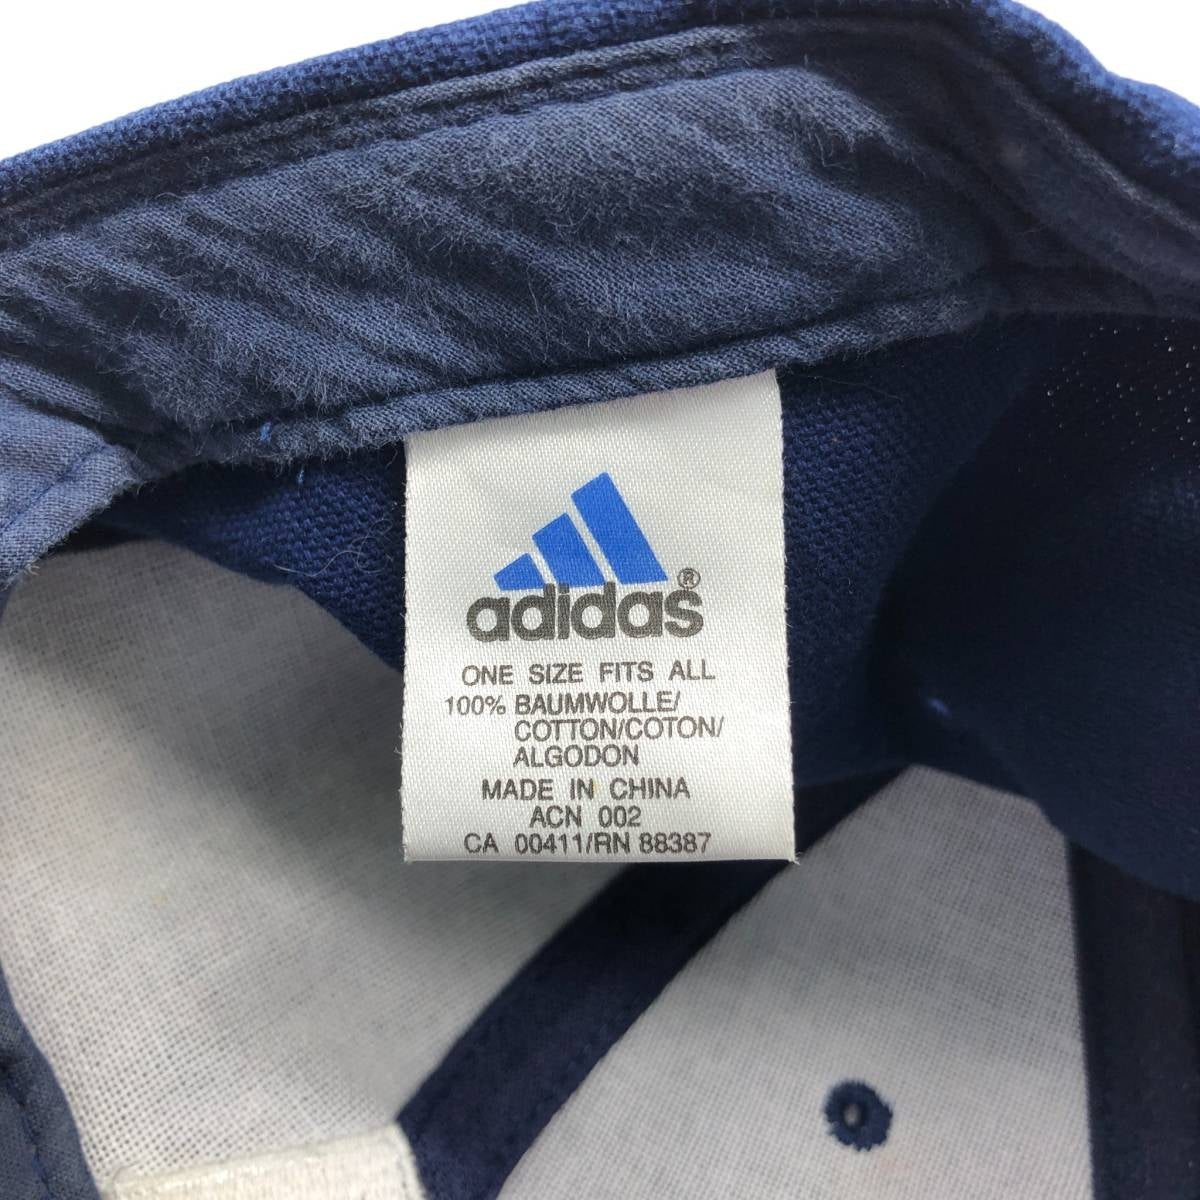 adidas®
ONE SIZE FITS ALL
100% BAUMWOLLE/
COTTON/COTON/
ALGODON
MADE IN CHINA
ACN 002
CA 00411/RN 88387